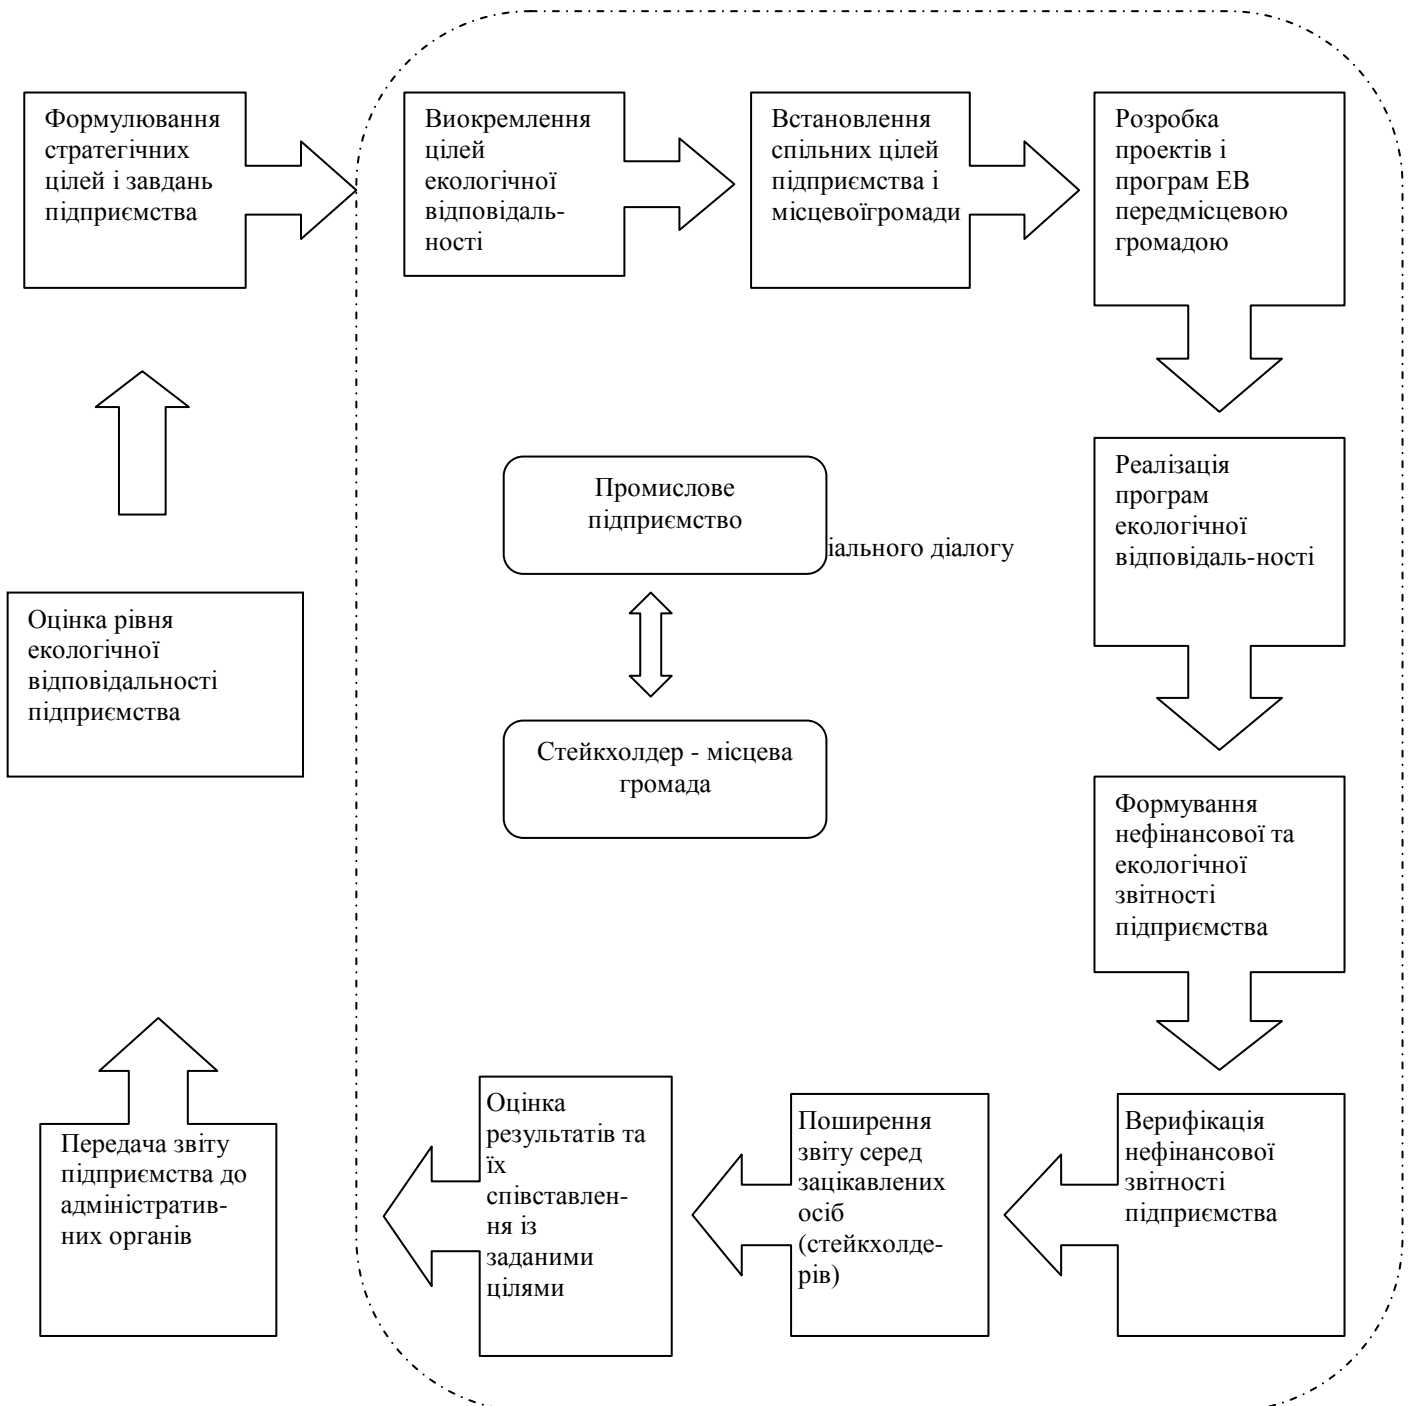 Формулювання
стратегічних
цілей і завдань
підприємства
Виокремлення
цілей
екологічної
відповідаль-
ності
Встановлення
спільних цілей
підприємства і
місцевоїгромади
Розробка
проектів і
програм ЕВ
передмісцевою
громадою
Реалізація
програм
екологічної
відповідаль-ності
Промислове
підприємство
іального діалогу
Стейкхолдер - місцева
громада
Оцінка рівня
екологічної
відповідальності
підприємства
Формування
нефінансової та
екологічної
звітності
підприємства
Передача звіту
підприємства до
адміністратив-
них органів
Оцінка
результатів та
їх
співставлен-
ня із
заданими
цілями
Поширення
звіту серед
зацікавлених
осіб
(стейкхолде-
рів)
Верифікація
нефінансової
звітності
підприємства